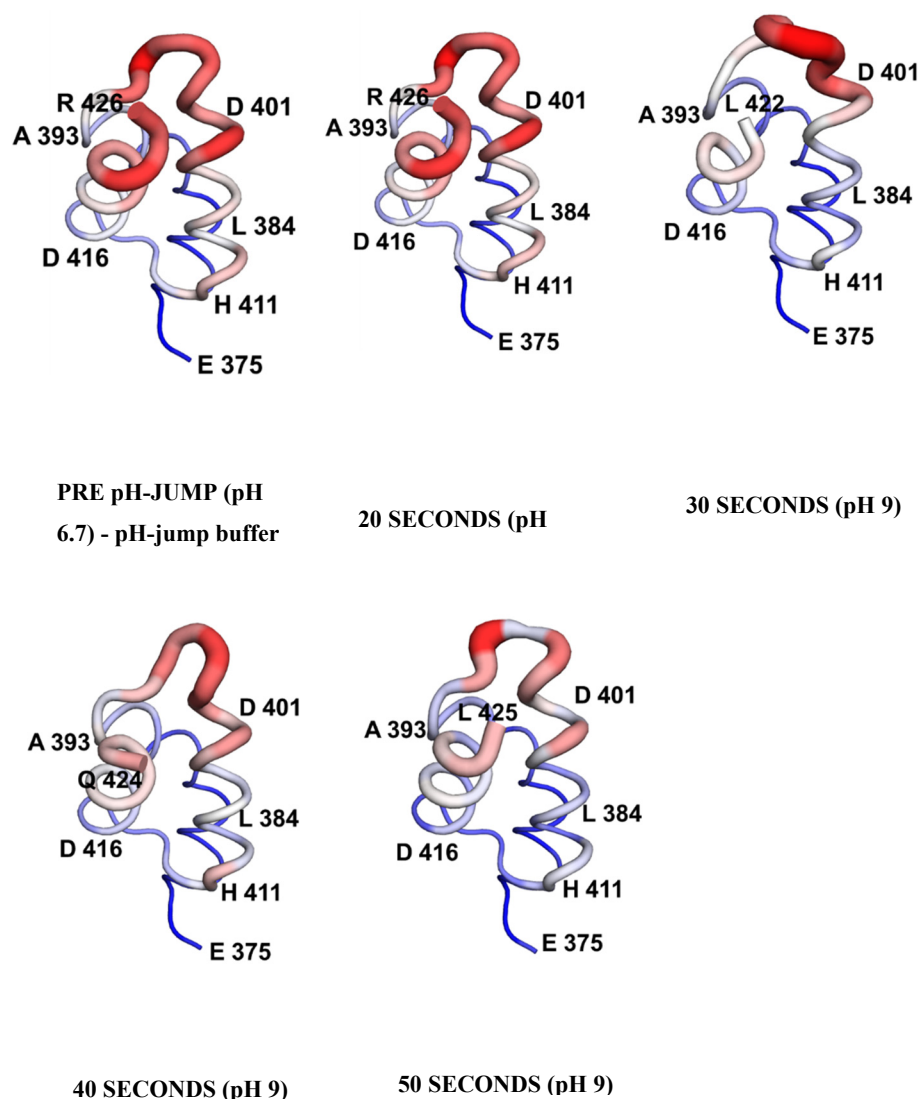 R 426
D 401
A 393
L 384
D 416
H 411
E 375
R 426
D 401
A 393
L 384
D 416
H 411
E 375
D 401
L 422
A 393
L 384
D 416
H 411
E 375
PRE pH-JUMP (pH
6.7) - pH-jump buffer
20 SECONDS (pH
30 SECONDS (pH 9)
D 401
A 393
Q 424
L 384
D 416
H 411
E 375
D 401
L 425
A 393
L 384
D 416
H 411
E 375
40 SECONDS (pH 9)
50 SECONDS (pH 9)